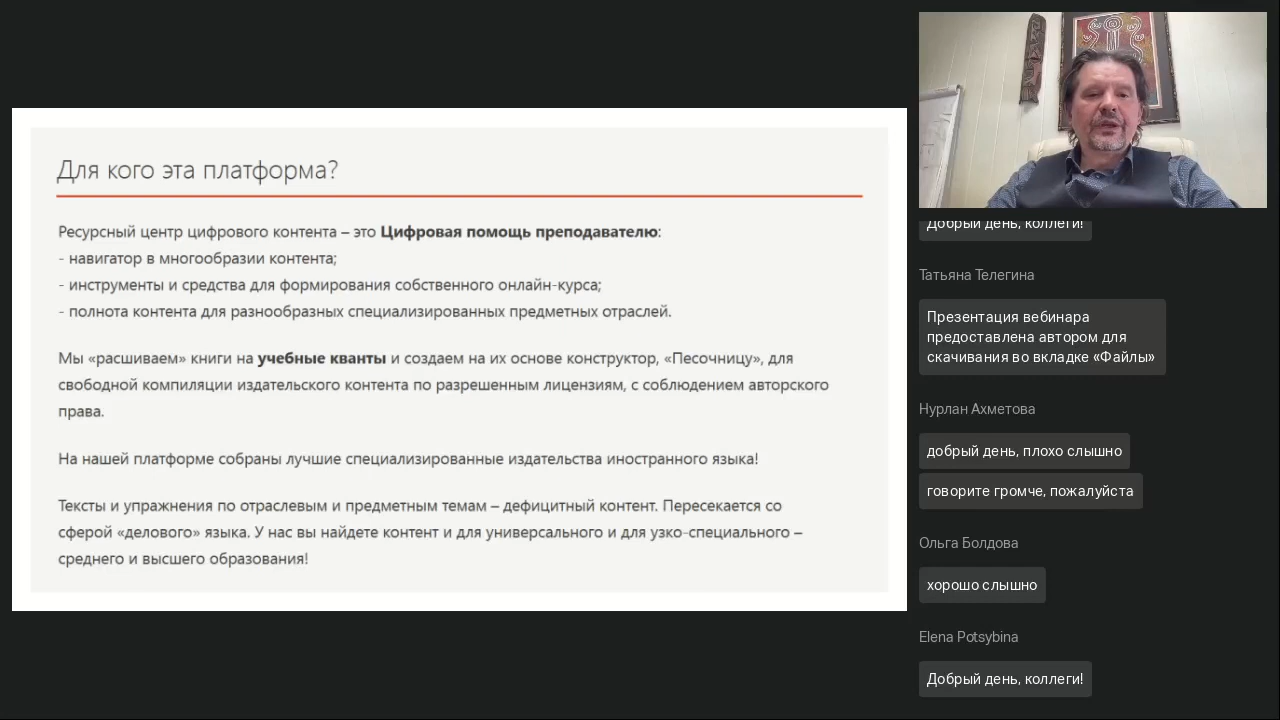 Для кого эта платформа?
Ресурсный центр цифрового контента – это Цифровая помощь преподавателю:
- навигатор в многообразии контента;
- инструменты и средства для формирования собственного онлайн-курса;
- полнота контента для разнообразных специализированных предметных отраслей.
Мы «расшиваем» книги на учебные кванты и создаем на их основе конструктор, «Песочницу», для
свободной компиляции издательского контента по разрешенным лицензиям, с соблюдением авторского
права.
На нашей платформе собраны лучшие специализированные издательства иностранного языка!
Тексты и упражнения по отраслевым и предметным темам – дефицитный контент. Пересекается со
сферой «делового» языка. У нас вы найдете контент и для универсального и для узко-специального –
среднего и высшего образования!
Добрый день, коллеги!
Татьяна Телегина
Презентация вебинара
предоставлена автором для
скачивания во вкладке «Файлы»
Нурлан Ахметова
добрый день, плохо слышно
говорите громче, пожалуйста
Ольга Болдова
хорошо слышно
Elena Potsybina
Добрый день, коллеги!